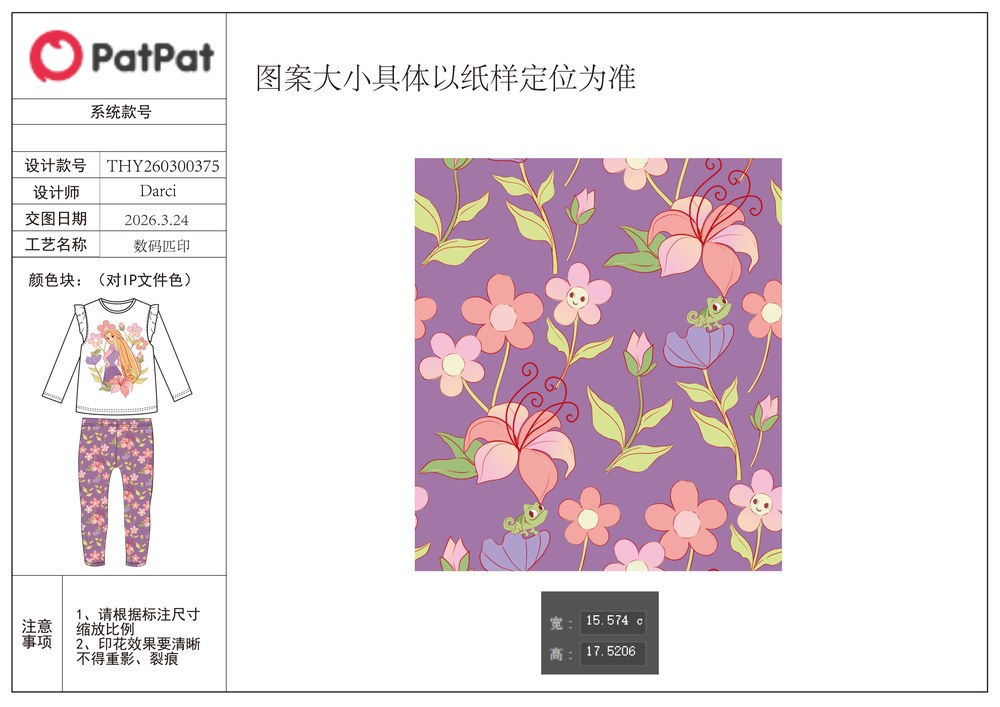 PatPat
系统款号
设计款号 THY260300375
设计师 Darci
交图日期 2026.3.24
工艺名称 数码匹印
颜色块：（对IP文件色）
注意
事项
1、请根据标注尺寸
缩放比例
2、印花效果要清晰
不得重影、裂痕
图案大小具体以纸样定位为准
宽： 15.574 c
高： 17.5206